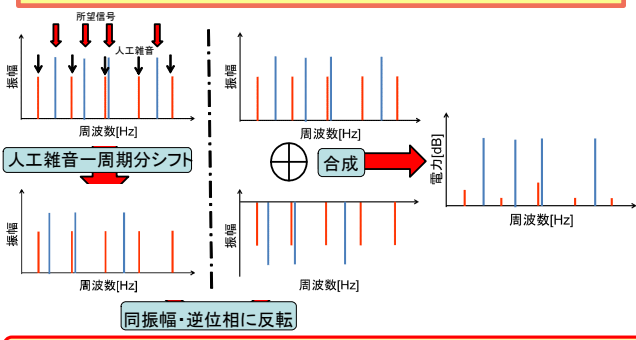 所望信号
人工雑音
振幅
周波数[Hz]
人工雑音一周期分シフト
振幅
周波数[Hz]
振幅
周波数[Hz]
合成
振幅
周波数[Hz]
電力[dB]
周波数[Hz]
同振幅・逆位相に反転